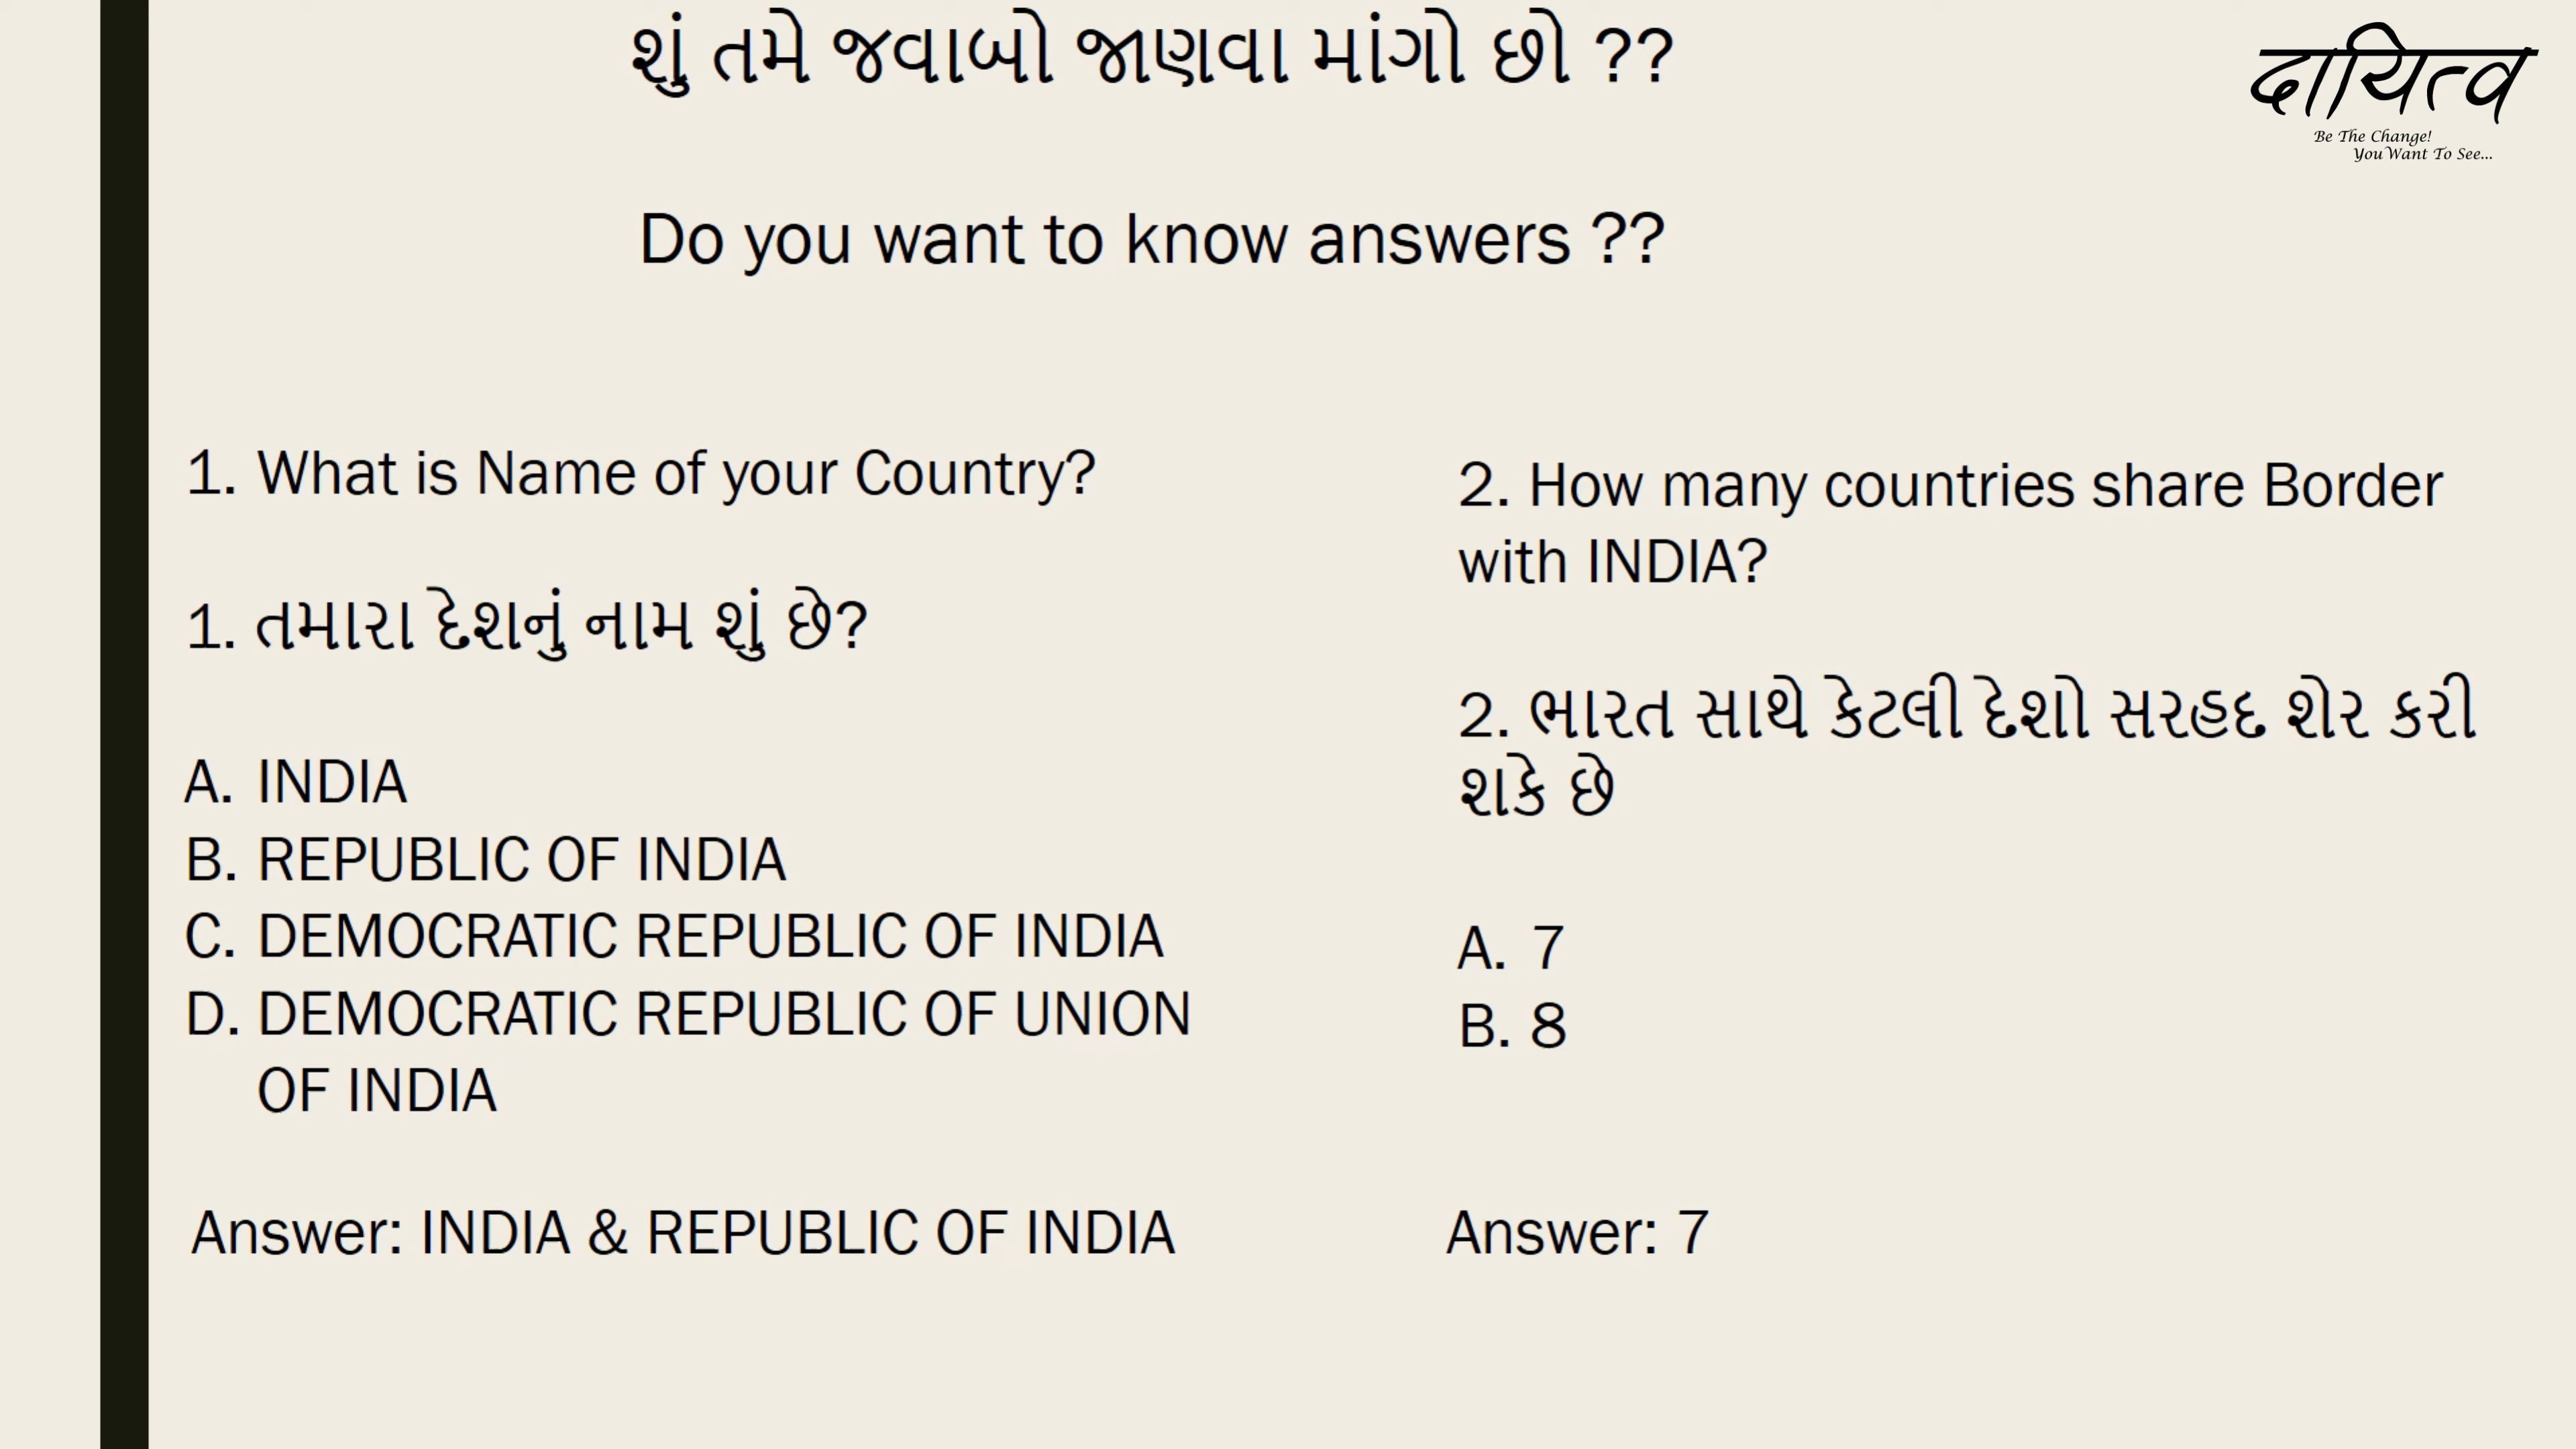 શું તમે જવાબો જાણવા માંગો છો ??
दायित्व
Be The Change!
You Want To See...
Do you want to know answers ??
1. What is Name of your Country?
1. તમારા દેશનું નામ શું છે?
A. INDIA
B. REPUBLIC OF INDIA
C. DEMOCRATIC REPUBLIC OF INDIA
D. DEMOCRATIC REPUBLIC OF UNION
OF INDIA
Answer: INDIA & REPUBLIC OF INDIA
2. How many countries share Border
with INDIA?
2. ભારત સાથે કેટલી દેશો સરહદ શેર કરી
શકે છે
A. 7
B. 8
Answer: 7